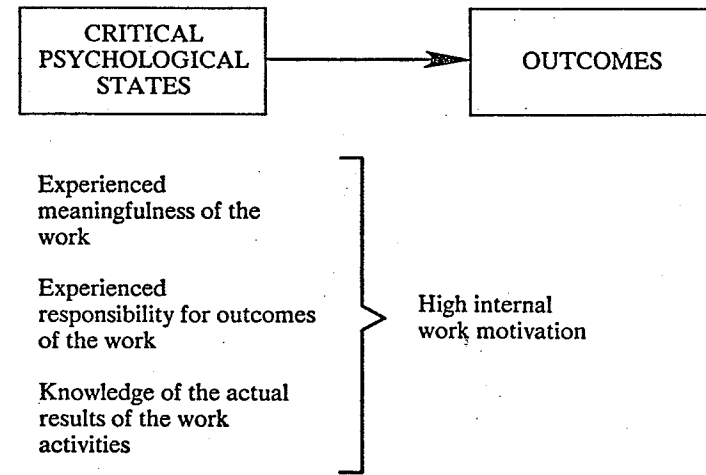 CRITICAL
PSYCHOLOGICAL
STATES
OUTCOMES
Experienced
meaningfulness of the
work
Experienced
responsibility for outcomes
of the work
Knowledge of the actual
results of the work
activities
High internal
work motivation